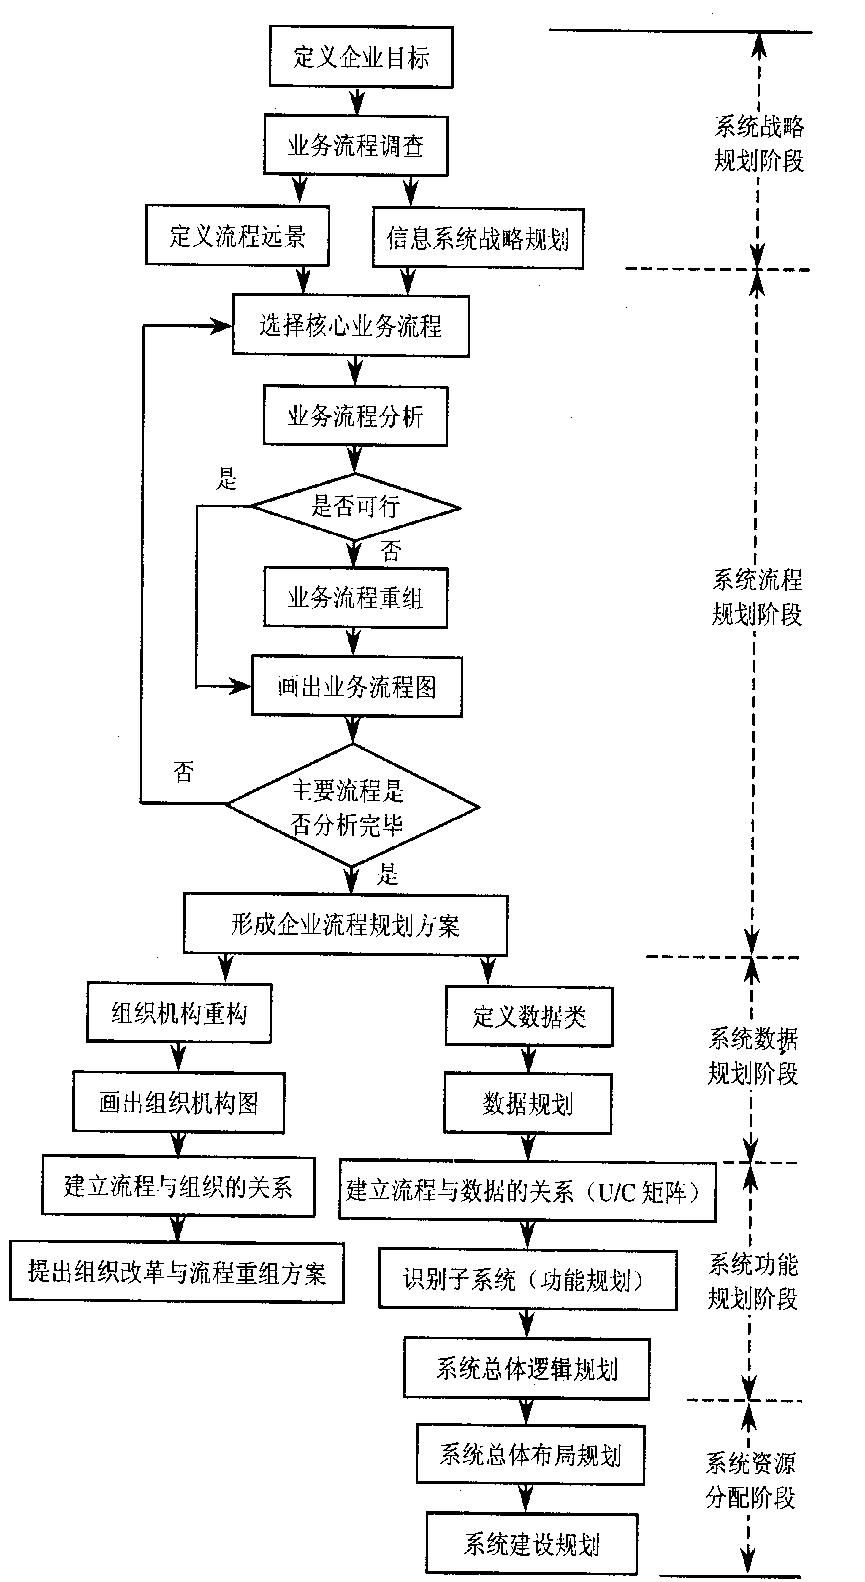 定义企业目标
业务流程调查
系统战略
规划阶段
定义流程远景
信息系统战略规划
选择核心业务流程
业务流程分析
是
是否可行
否
业务流程重组
系统流程
规划阶段
画出业务流程图
否
主要流程是
否分析完毕
是
形成企业流程规划方案
组织机构重构
定义数据类
系统数据
规划阶段
画出组织机构图
数据规划
建立流程与组织的关系
建立流程与数据的关系（U/C 矩阵）
提出组织改革与流程重组方案
识别子系统（功能规划）
系统功能
规划阶段
系统总体逻辑规划
系统总体布局规划
系统资源
分配阶段
系统建设规划